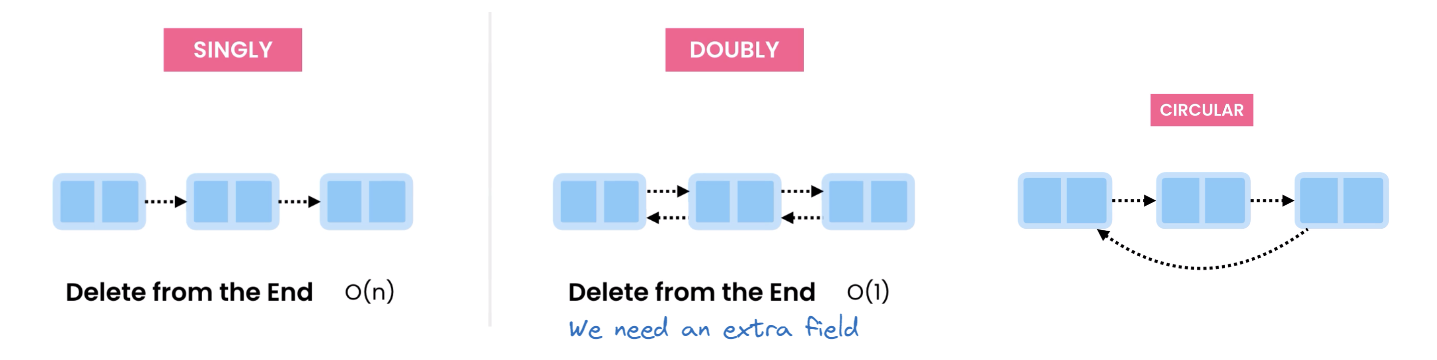 SINGLY
Delete from the End O(n)
DOUBLY
Delete from the End O(1)
We need an extra field
CIRCULAR